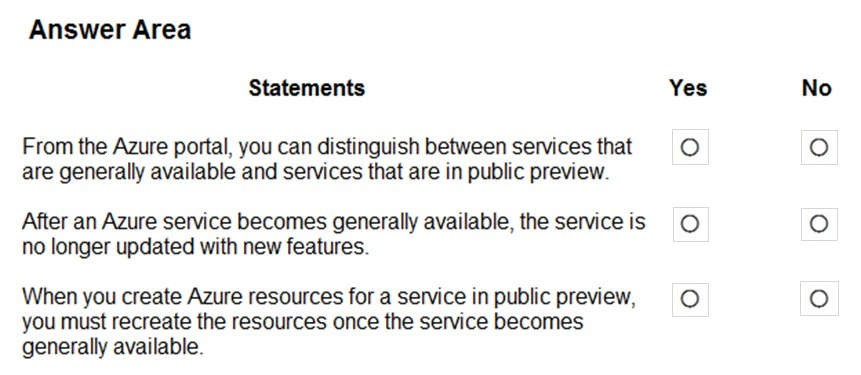 Answer Area
Statements Yes No
From the Azure portal, you can distinguish between services that
are generally available and services that are in public preview.
After an Azure service becomes generally available, the service is
no longer updated with new features.
When you create Azure resources for a service in public preview,
you must recreate the resources once the service becomes
generally available.